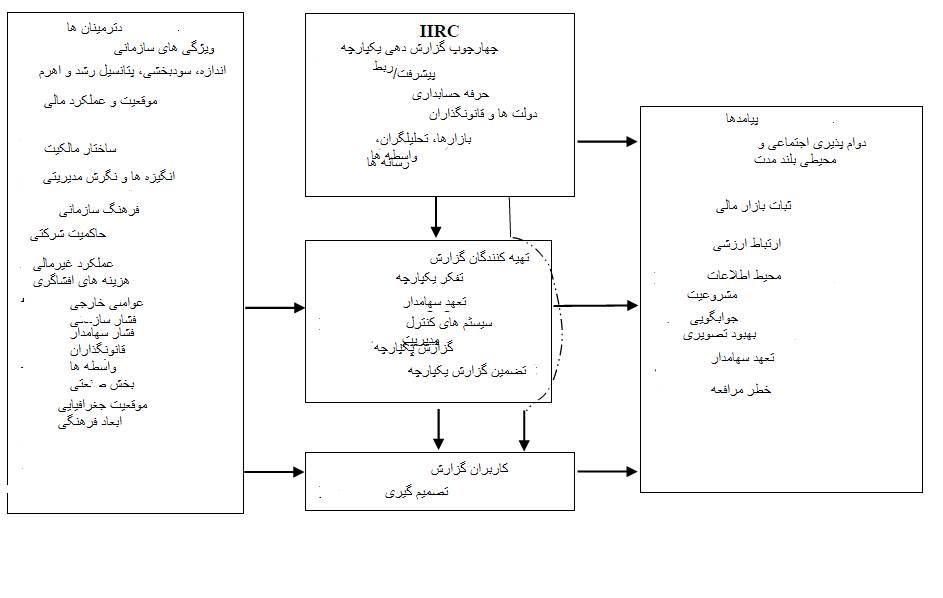 دترمینان ها
ویژگی های سازمانی
اندازه، سودبخشی، پتانسیل رشد و اهرم
موقعیت و عملکرد مالی
ساختار مالکیت
انگیزه ها و نگرش مدیریتی
فرهنگ سازمانی
حاکمیت شرکتی
عملکرد غیرمالی
هزینه های افشاگری
خارجی
فشار
فشار سهامدار
قانونگذاران
واسطه ها
بخش
موقعیت جغرافیایی
ابعاد فرهنگی
IIRC
چهارچوب گزارش دهی یکپارچه
پیشرفت/ربط
حرفه حسابداری
دولت ها و قانونگذاران
بازارها، تحلیلگران،
واسطه ها
رسانه ها
تهیه کنندگان گزارش
تفکر یکپارچه
تعهد سهامدار
سیستم های کنترل
مدیریت
گزارش یکپارچه
تضمین گزارش یکپارچه
کاربران گزارش
تصمیم گیری
پیامدها
دوام پذیری اجتماعی و
محیطی بلند مدت
ثبات بازار مالی
ارتباط ارزشی
محیط اطلاعات
مشروعیت
جوابگویی
بهبود تصویری
تعهد سهامدار
خطر مرافعه